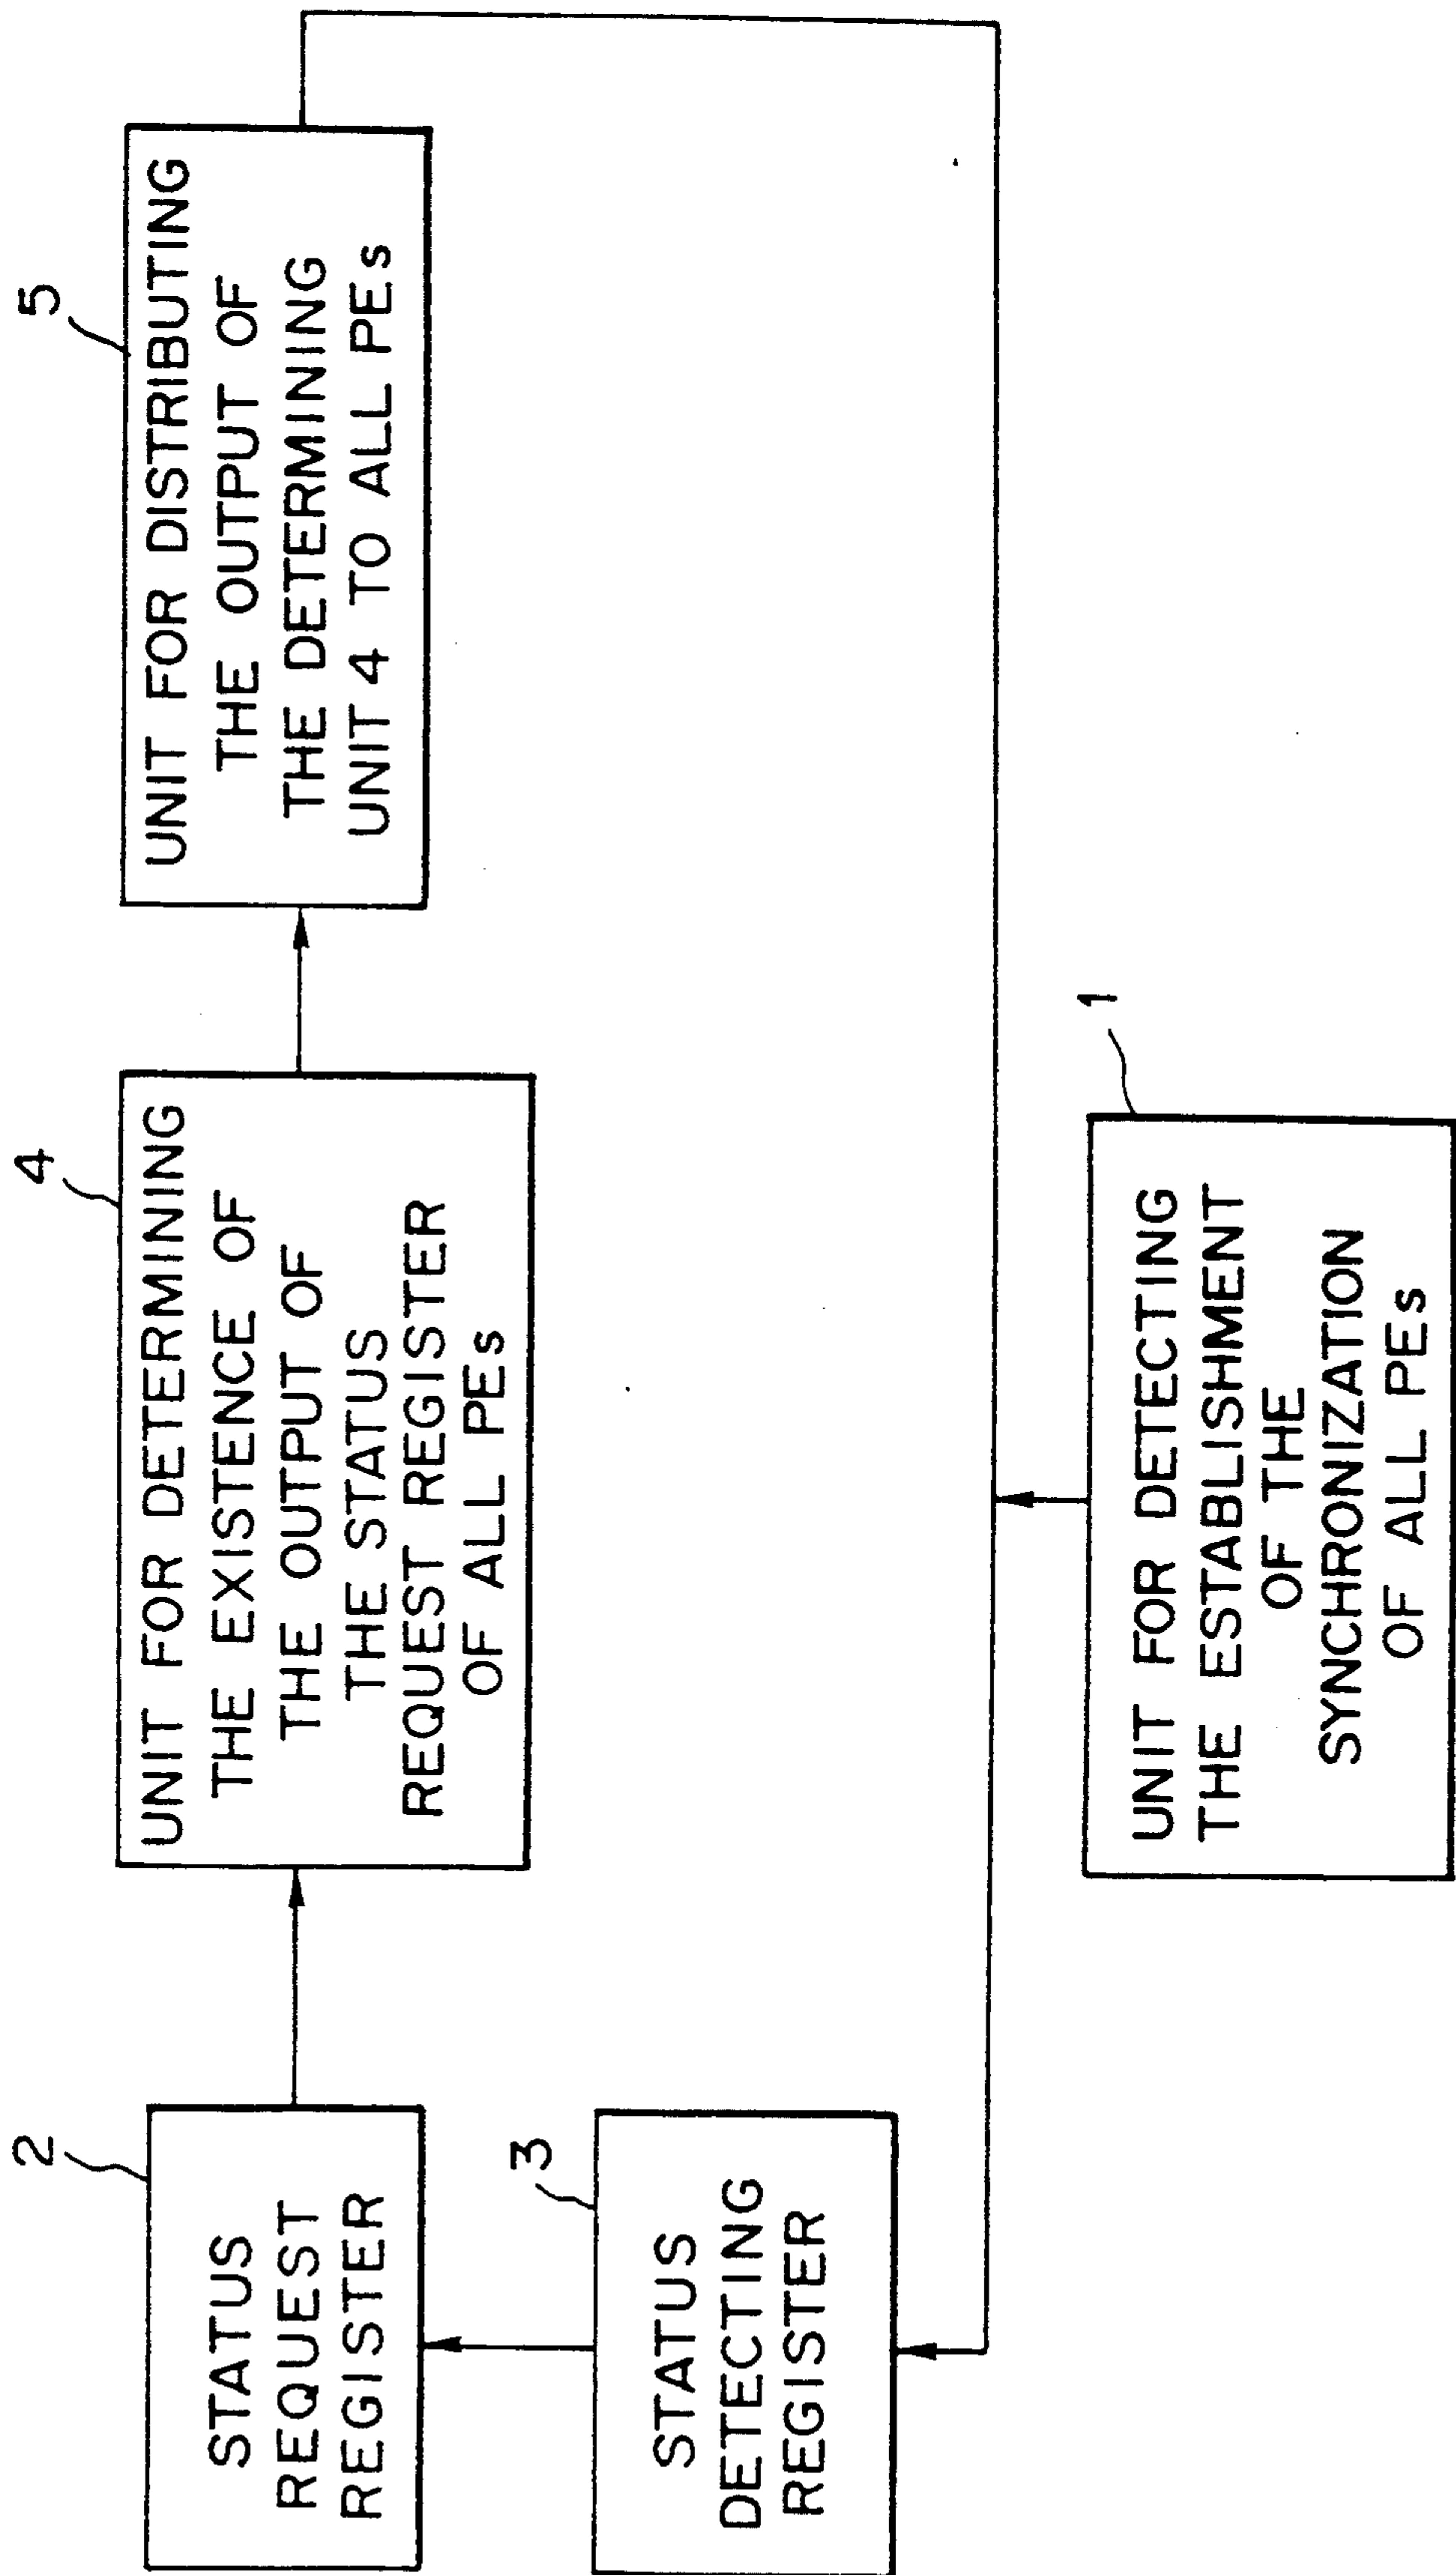 2
STATUS
REQUEST
REGISTER
4
UNIT FOR DETERMINING
THE EXISTENCE OF
THE OUTPUT OF
THE STATUS
REQUEST REGISTER
OF ALL PEs
5
UNIT FOR DISTRIBUTING
THE OUTPUT OF
THE DETERMINING
UNIT 4 TO ALL PEs
3
STATUS
DETECTING
REGISTER
1
UNIT FOR DETECTING
THE ESTABLISHMENT
OF THE
SYNCHRONIZATION
OF ALL PEs